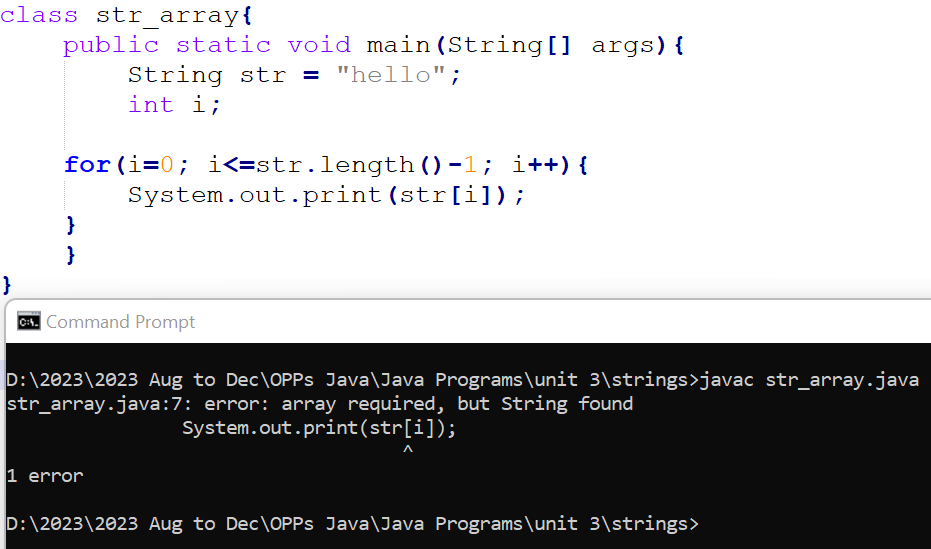 class str_array{
    public static void main(String[] args){
        String str = "hello";
        int i;

    for(i=0; i<=str.length()-1; i++){
        System.out.print(str[i]);
    }
    }
}
Command Prompt
D:\2023\2023 Aug to Dec\OPPs Java\Java Programs\unit 3\strings>javac str_array.java
str_array.java:7: error: array required, but String found
                System.out.print(str[i]);
                                    ^
1 error

D:\2023\2023 Aug to Dec\OPPs Java\Java Programs\unit 3\strings>